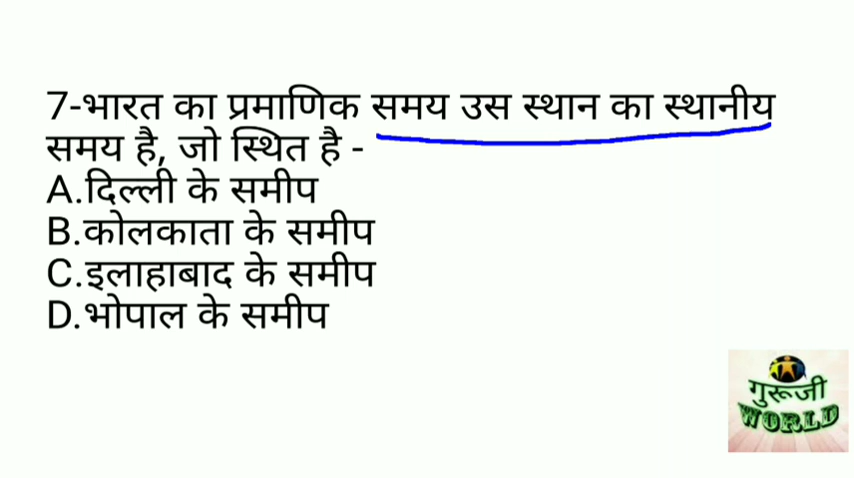 7-भारत का प्रमाणिक समय उस स्थान का स्थानीय
समय है, जो स्थित है -
A.दिल्ली के समीप
B.कोलकाता के समीप
C.इलाहाबाद के समीप
D.भोपाल के समीप
गुरूजी
WORLD